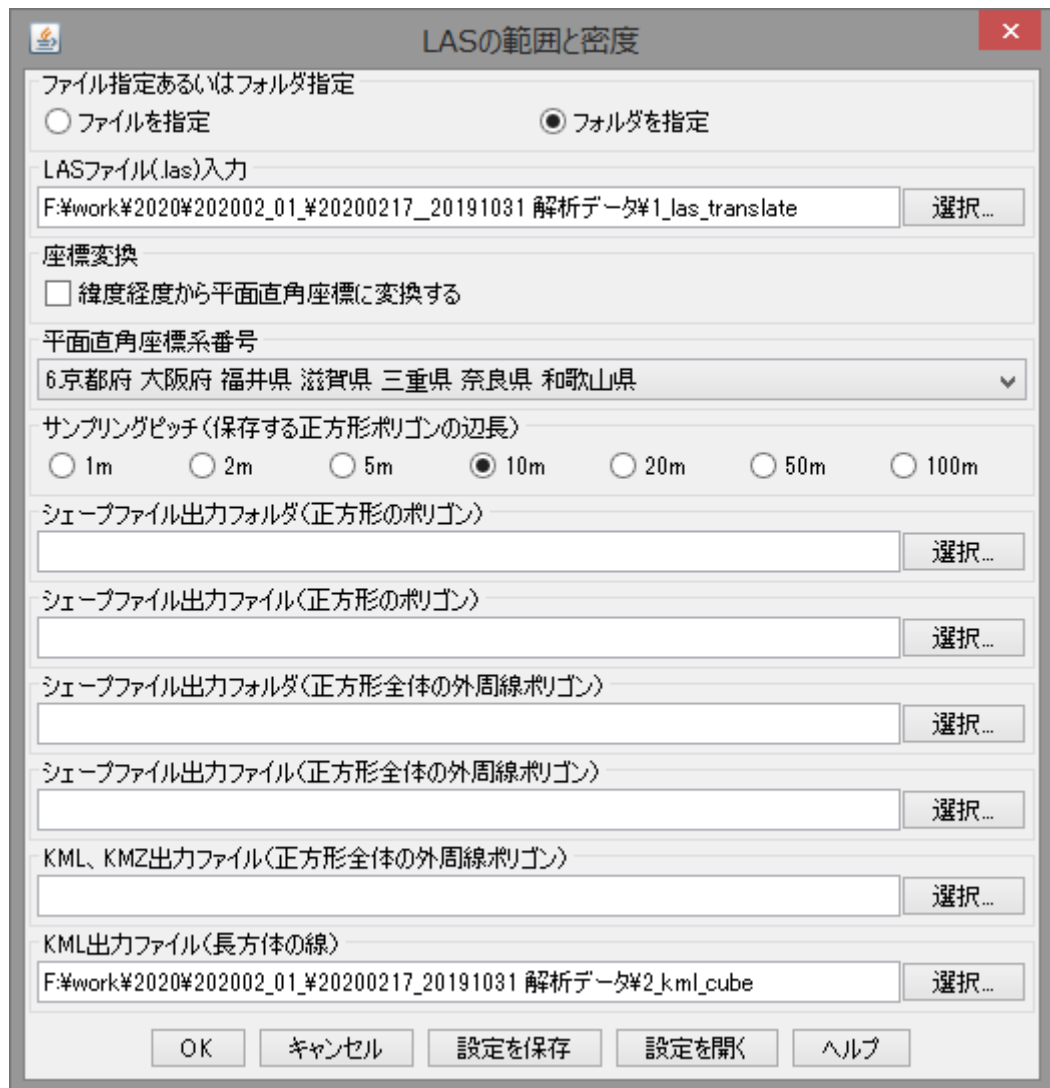 LASの範囲と密度
ファイル指定あるいはフォルダ指定
ファイルを指定 フォルダを指定
LASファイル(.las)入力
F:¥work¥2020¥202002_01_¥20200217__20191031 解析データ¥1_las_translate 選択...
座標変換
緯度経度から平面直角座標に変換する
平面直角座標系番号
6.京都府 大阪府 福井県 滋賀県 三重県 奈良県 和歌山県
サンプリングピッチ(保存する正方形ポリゴンの辺長)
1m 2m 5m 10m 20m 50m 100m
シェープファイル出力フォルダ(正方形のポリゴン)
選択...
シェープファイル出力ファイル(正方形のポリゴン)
選択...
シェープファイル出力フォルダ(正方形全体の外周線ポリゴン)
選択...
シェープファイル出力ファイル(正方形全体の外周線ポリゴン)
選択...
KML、KMZ出力ファイル(正方形全体の外周線ポリゴン)
選択...
KML出力ファイル(長方体の線)
F:¥work¥2020¥202002_01_¥20200217_20191031 解析データ¥2_kml_cube 選択...
OK キャンセル 設定を保存 設定を開く ヘルプ